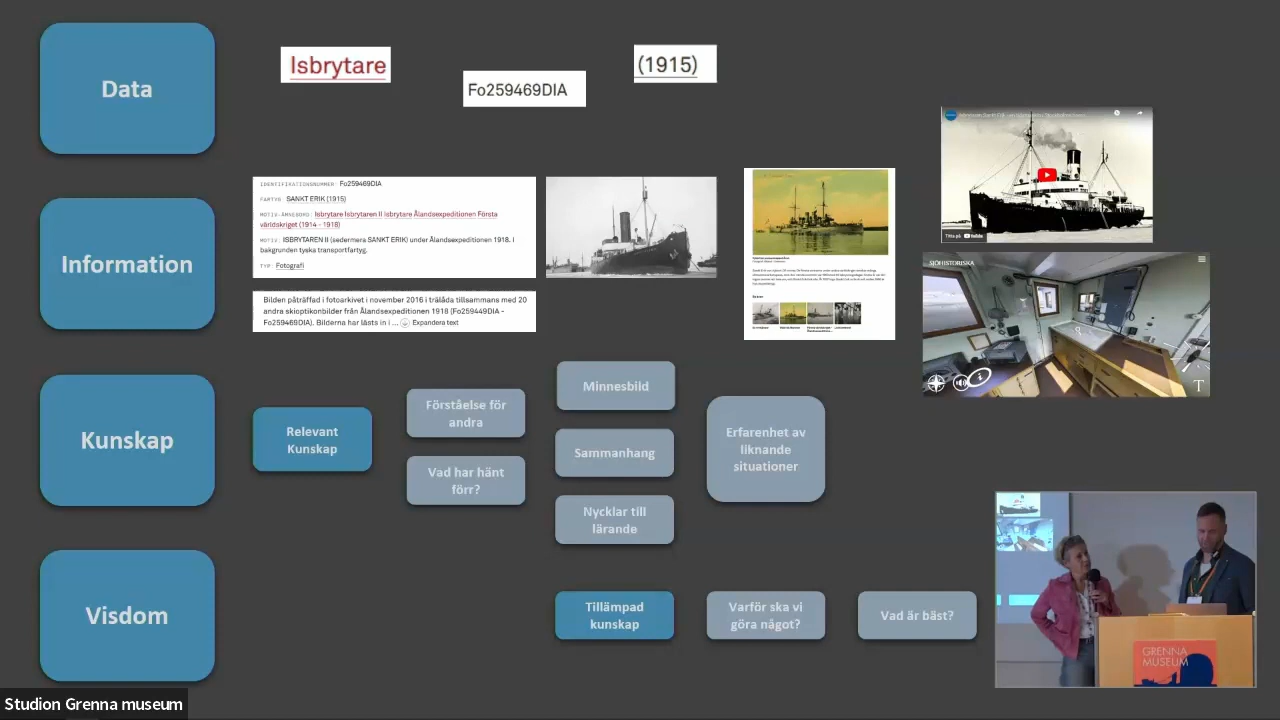 Data
Isbrytare
Fo259469DIA
(1915)
Information
IDENTIFIKATIONSNUMMER: Fo259469DIA
FARTYG: SANKT ERIK (1915)
MOTIV-ÄMNESORD: Isbrytare Isbrytaren II isbrytare Ålandsexpeditionen Första
världskriget (1914 - 1918)
MOTIV: ISBRYTAREN II (sedermera SANKT ERIK) under Ålandsexpeditionen 1918. I
bakgrunden tyska transportfartyg.
TYP: Fotografi
Bilden påträffad i fotoarkivet i november 2016 i trälåda tillsammans med 20
andra skioptikonbilder från Ålandsexpeditionen 1918 (Fo259449DIA -
Fo259469DIA). Bilderna har lästs in i ... Expandera text
Titta på YouTube
SJÖHISTORISKA
T
Kunskap
Relevant
Kunskap
Förståelse för
andra
Vad har hänt
förr?
Minnesbild
Sammanhang
Nycklar till
lärande
Erfarenhet av
liknande
situationer
Visdom
Tillämpad
kunskap
Varför ska vi
göra något?
Vad är bäst?
GRENNA
MUSEUM
Studion Grenna museum